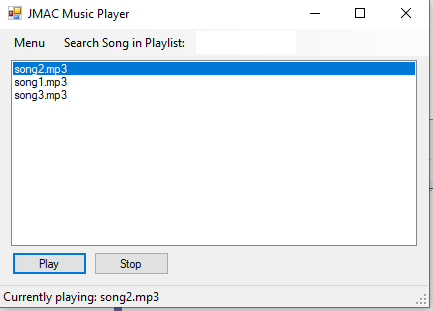 JMAC Music Player
Menu Search Song in Playlist:
song2.mp3
song1.mp3
song3.mp3
Play Stop
Currently playing: song2.mp3